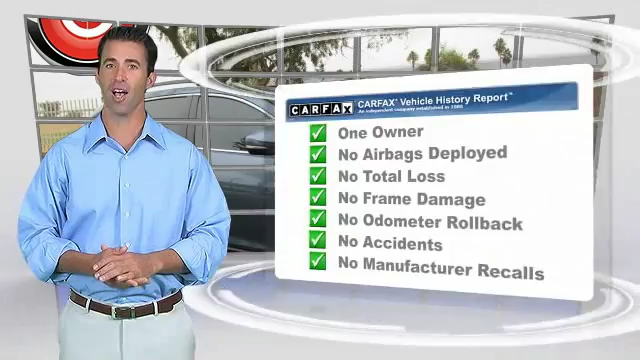 CARFAX
CARFAX Vehicle History Report™
An independent company established in 1986
One Owner
No Airbags Deployed
No Total Loss
No Frame Damage
No Odometer Rollback
No Accidents
No Manufacturer Recalls